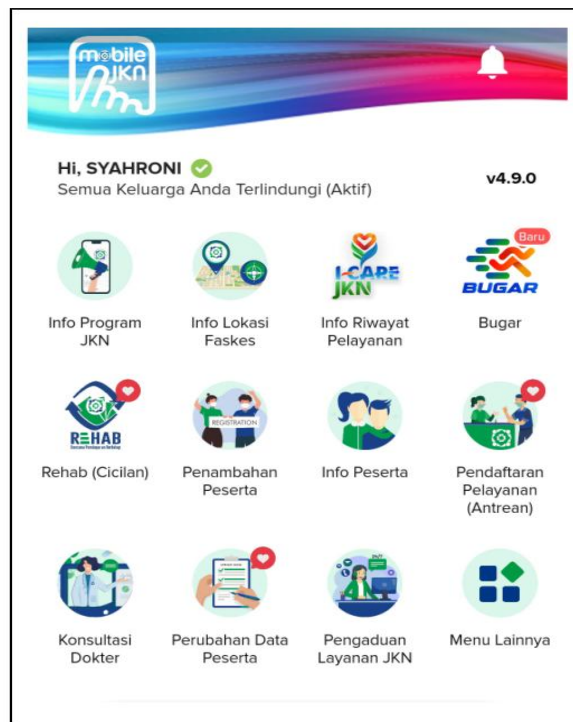 mobile
JKN
Hi, SYAHRONI
v4.9.0
Semua Keluarga Anda Terlindungi (Aktif)
I-CARE
JKN
Baru
BUGAR
Info Program
JKN
Info Lokasi
Faskes
Info Riwayat
Pelayanan
Bugar
REHAB
REGISTRATION
Rehab (Cicilan)
Penambahan
Peserta
Info Peserta
Pendaftaran
Pelayanan
(Antrean)
24/7
Konsultasi
Dokter
Perubahan Data
Peserta
Pengaduan
Layanan JKN
Menu Lainnya